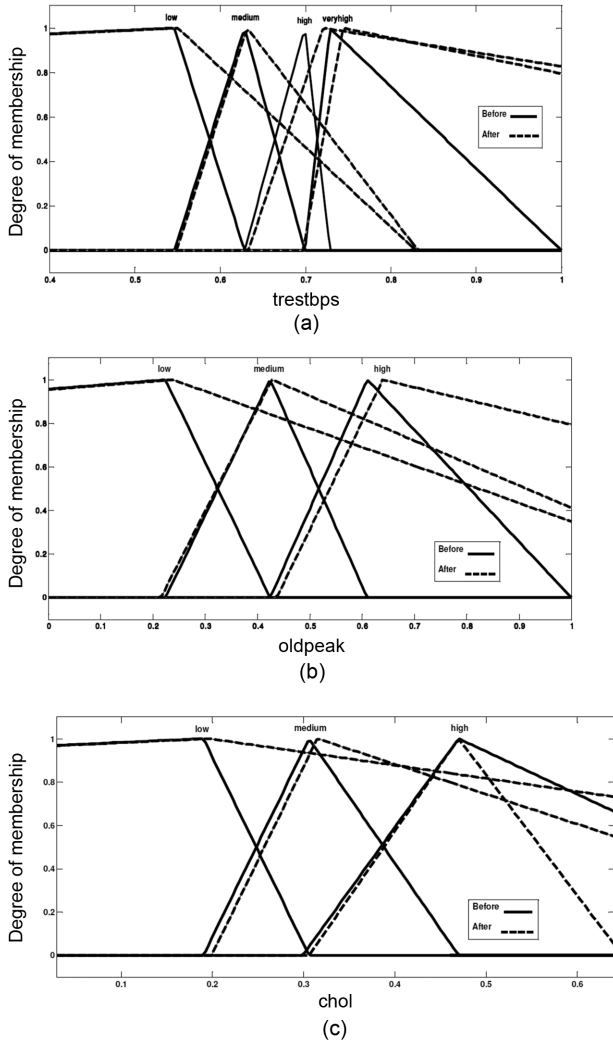 low medium high veryhigh
1
0.8
0.6
0.4
0.2
0
Degree of membership
Before
After
0.4 0.5 0.6 0.7 0.8 0.9 1
trestbps
(a)
low medium high
1
0.8
0.6
0.4
0.2
0
Degree of membership
Before
After
0 0.1 0.2 0.3 0.4 0.5 0.6 0.7 0.8 0.9 1
oldpeak
(b)
low medium high
1
0.8
0.6
0.4
0.2
0
Degree of membership
Before
After
0.1 0.2 0.3 0.4 0.5 0.6
chol
(c)